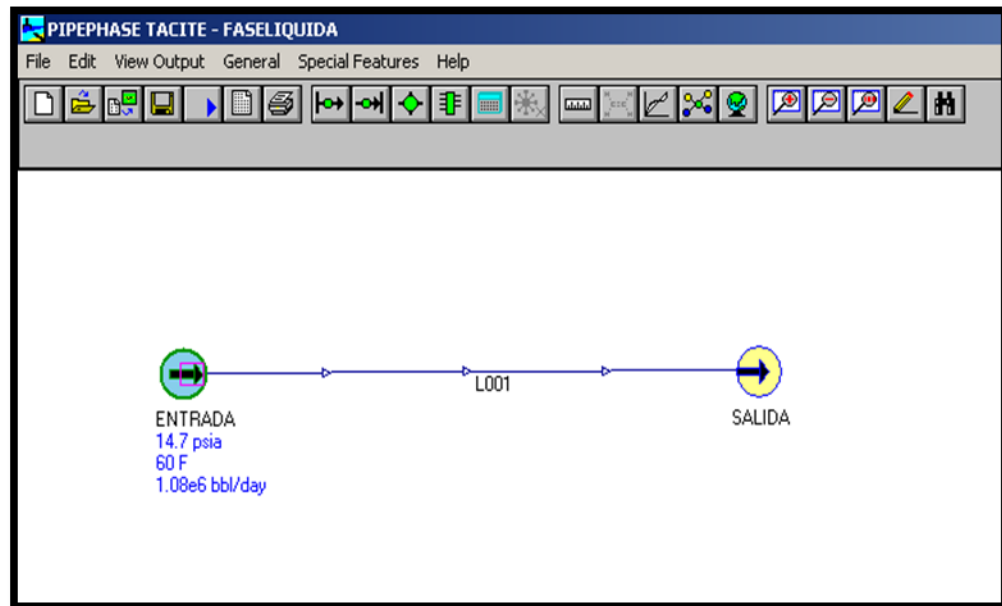 PIPEPHASE TACITE - FASELIQUIDA
File Edit View Output General Special Features Help
L001
ENTRADA
SALIDA
14.7 psia
60 F
1.08e6 bbl/day